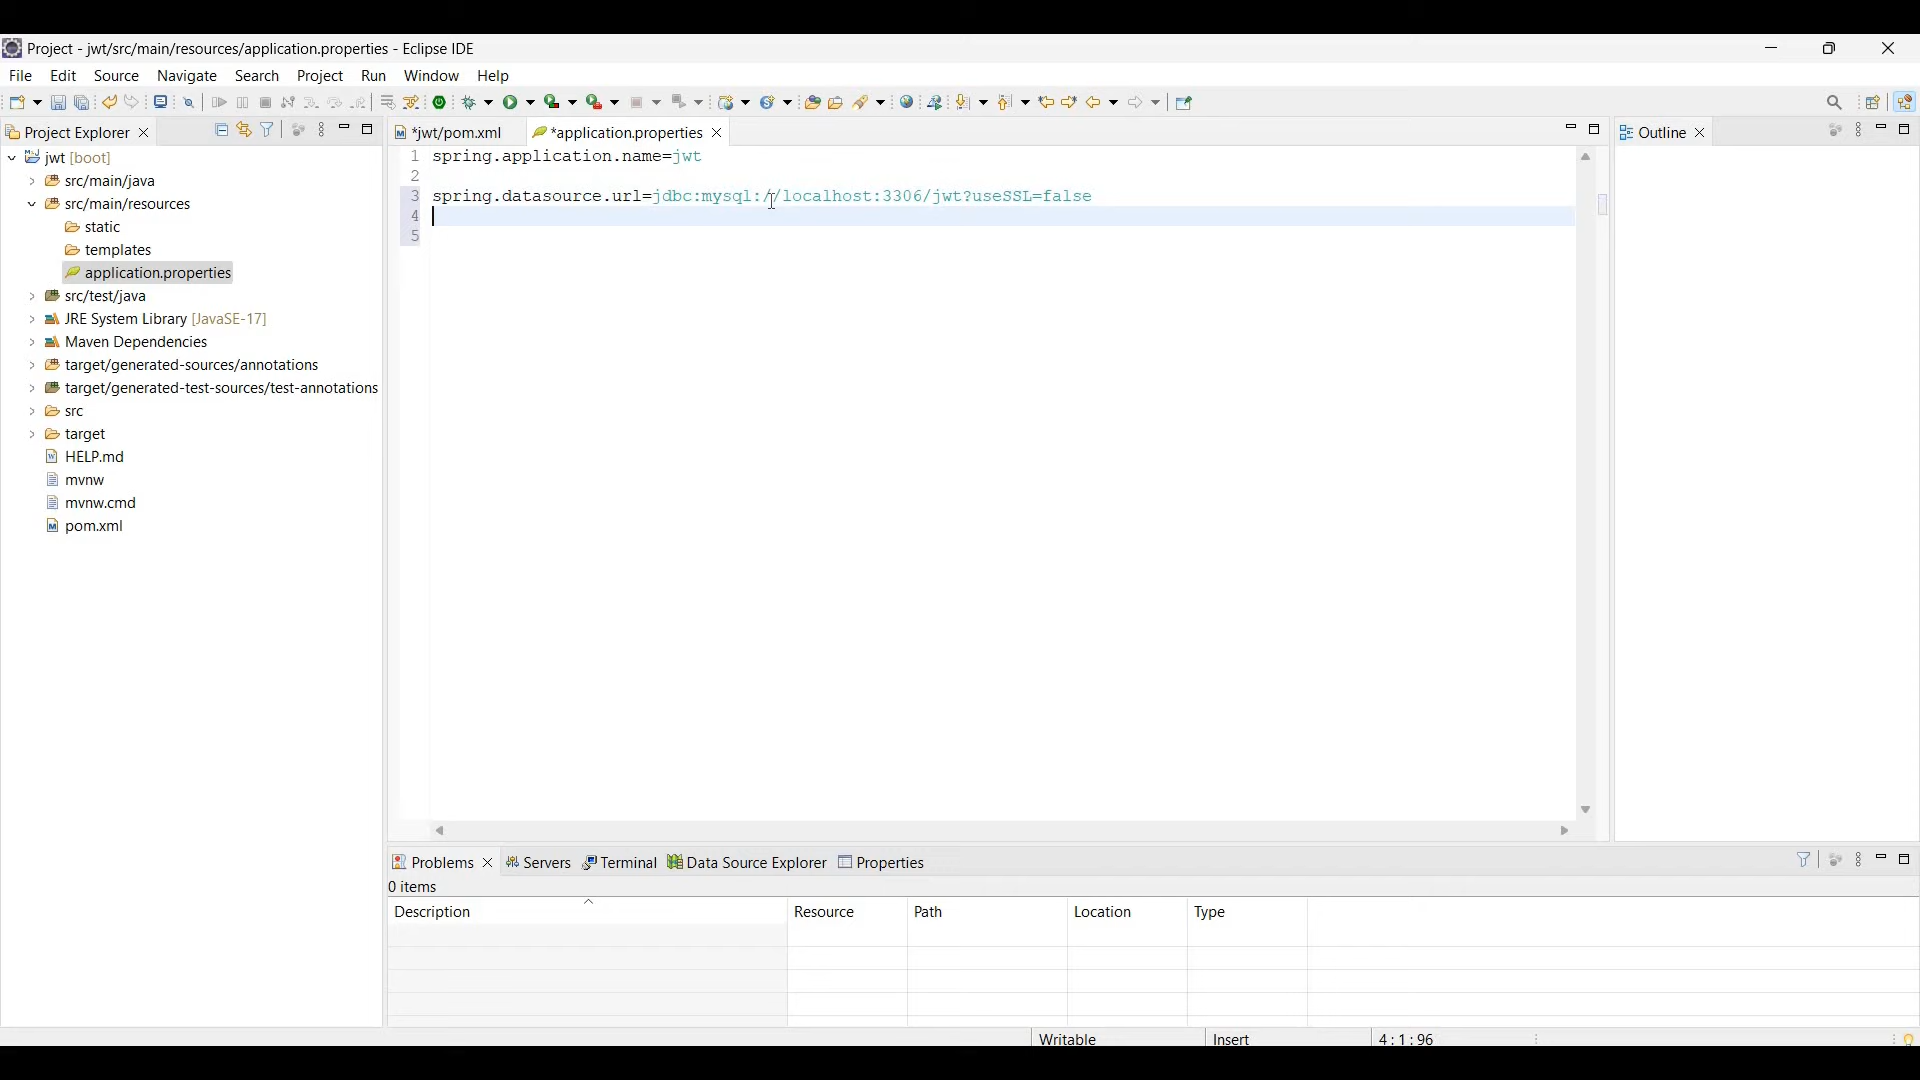 Project - jwt/src/main/resources/application.properties - Eclipse IDE
File Edit Source Navigate Search Project Run Window Help
Project Explorer
*jwt/pom.xml
*application.properties
Outline
jwt [boot]
src/main/java
src/main/resources
static
templates
application.properties
src/test/java
JRE System Library [JavaSE-17]
Maven Dependencies
target/generated-sources/annotations
target/generated-test-sources/test-annotations
src
target
HELP.md
mvnw
mvnw.cmd
pom.xml
1 spring.application.name=jwt
2
3 spring.datasource.url=jdbc:mysql://localhost:3306/jwt?useSSL=false
4
5
Problems Servers Terminal Data Source Explorer Properties
0 items
Description Resource Path Location Type
Writable Insert 4 : 1 : 96